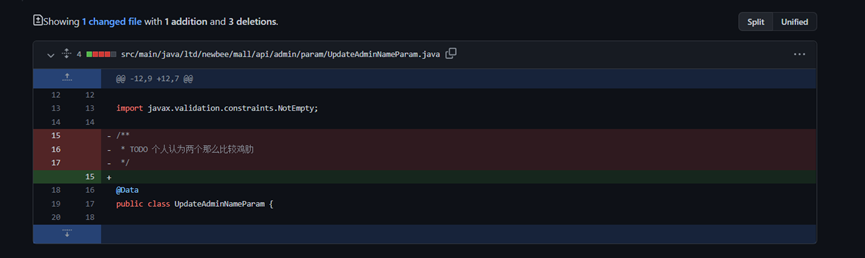 Showing 1 changed file with 1 addition and 3 deletions.
Split Unified
4 src/main/java/ltd/newbee/mall/api/admin/param/UpdateAdminNameParam.java
@@ -12,9 +12,7 @@
12 12
13 13 import javax.validation.constraints.NotEmpty;
14 14
15 - /**
16 - * TODO 个人认为两个那么比较鸡肋
17 - */
15 +
18 16 @Data
19 17 public class UpdateAdminNameParam {
20 18